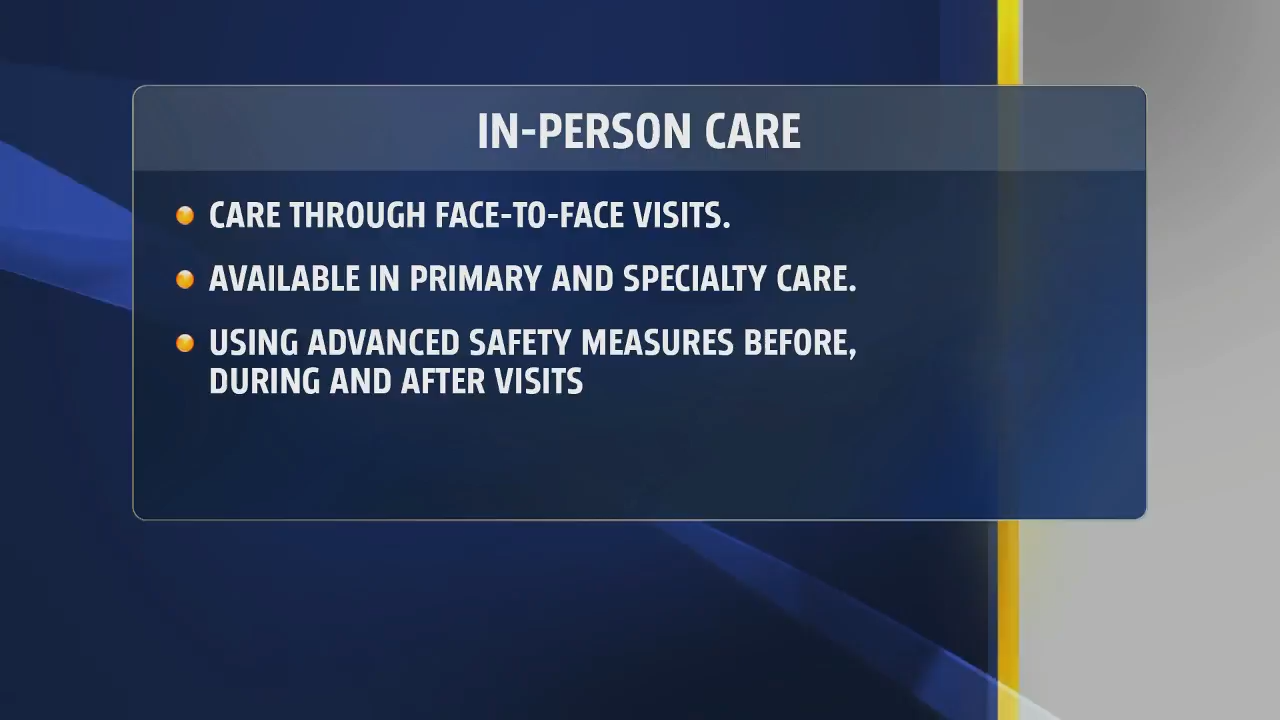 IN-PERSON CARE
CARE THROUGH FACE-TO-FACE VISITS.
AVAILABLE IN PRIMARY AND SPECIALTY CARE.
USING ADVANCED SAFETY MEASURES BEFORE,
DURING AND AFTER VISITS